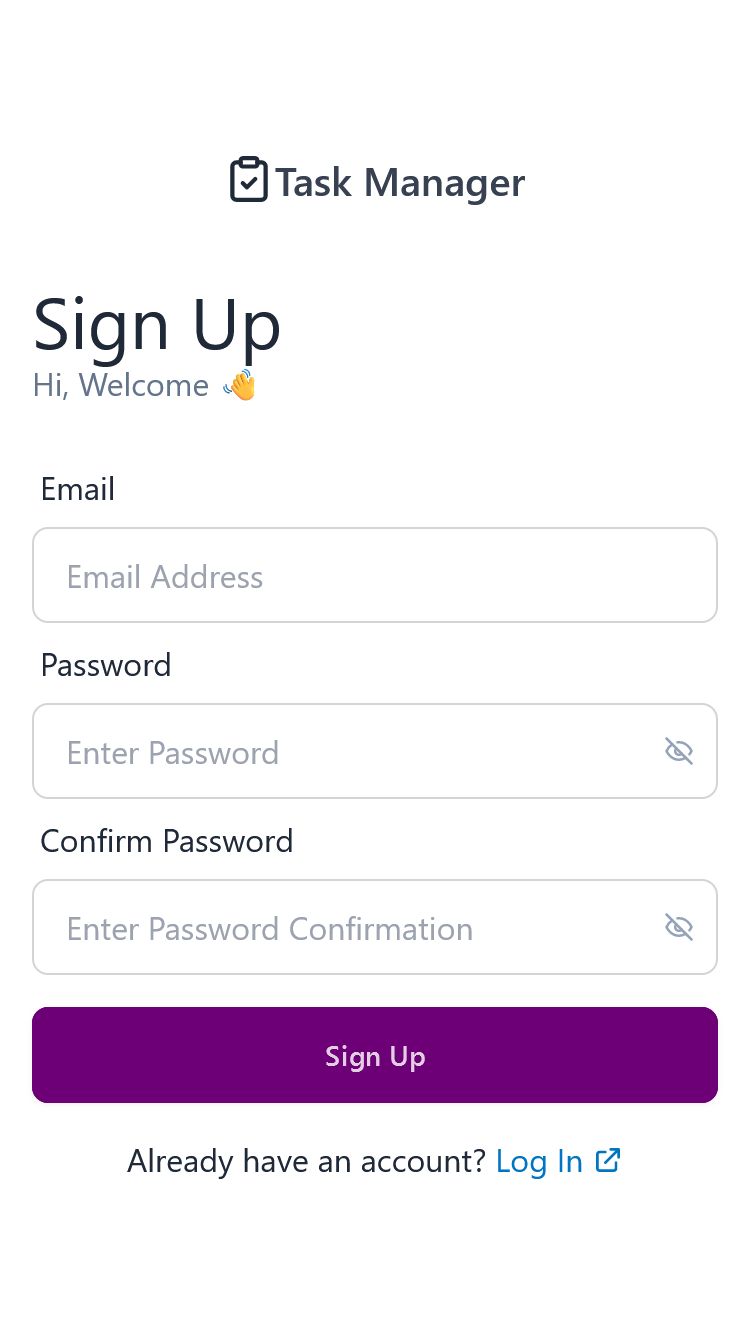 Task Manager
Sign Up
Hi, Welcome 👋
Email
Email Address
Password
Enter Password
Confirm Password
Enter Password Confirmation
Sign Up
Already have an account? Log In